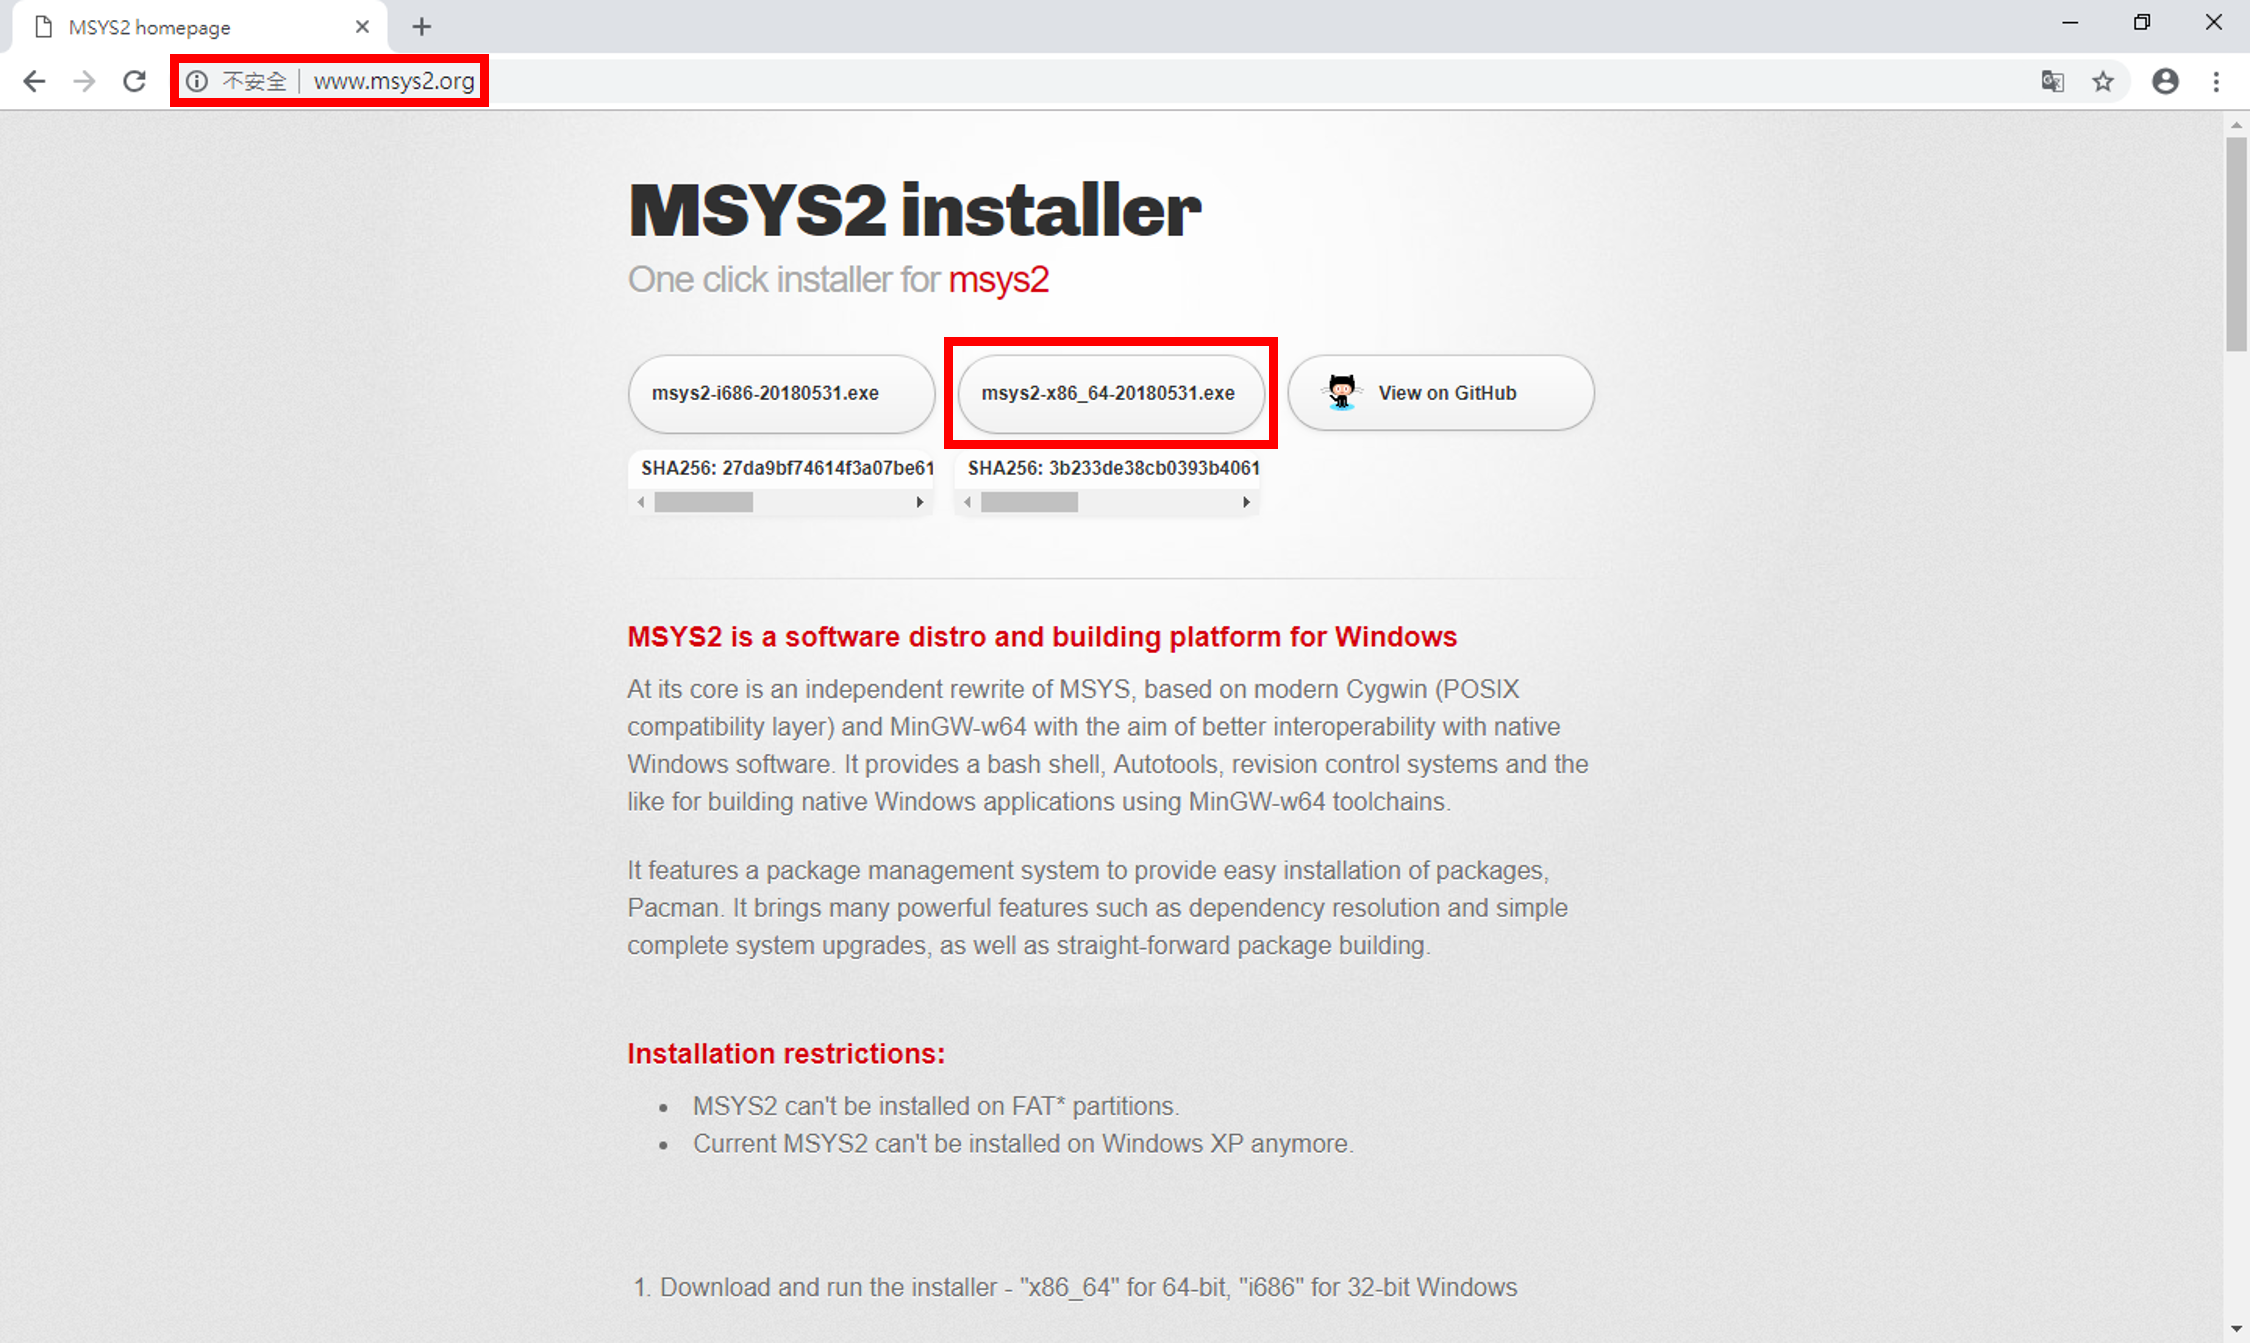 MSYS2 homepage
不安全 www.msys2.org
MSYS2 installer
One click installer for msys2
msys2-i686-20180531.exe
msys2-x86_64-20180531.exe
View on GitHub
SHA256: 27da9bf74614f3a07be61
SHA256: 3b233de38cb0393b4061
MSYS2 is a software distro and building platform for Windows
At its core is an independent rewrite of MSYS, based on modern Cygwin (POSIX
compatibility layer) and MinGW-w64 with the aim of better interoperability with native
Windows software. It provides a bash shell, Autotools, revision control systems and the
like for building native Windows applications using MinGW-w64 toolchains.
It features a package management system to provide easy installation of packages,
Pacman. It brings many powerful features such as dependency resolution and simple
complete system upgrades, as well as straight-forward package building.
Installation restrictions:
• MSYS2 can't be installed on FAT* partitions.
• Current MSYS2 can't be installed on Windows XP anymore.
1. Download and run the installer - "x86_64" for 64-bit, "i686" for 32-bit Windows